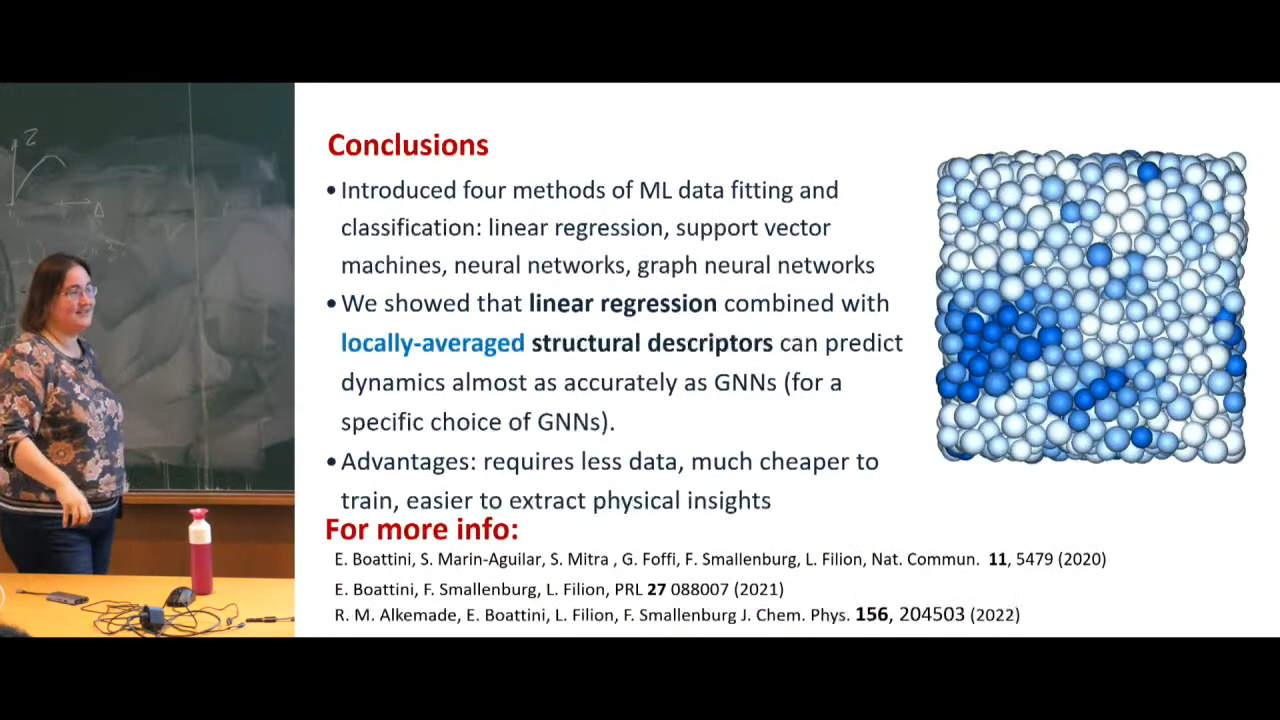 Z
Δ
Conclusions
• Introduced four methods of ML data fitting and
classification: linear regression, support vector
machines, neural networks, graph neural networks
• We showed that linear regression combined with
locally-averaged structural descriptors can predict
dynamics almost as accurately as GNNs (for a
specific choice of GNNs).
• Advantages: requires less data, much cheaper to
train, easier to extract physical insights
For more info:
E. Boattini, S. Marin-Aguilar, S. Mitra , G. Foffi, F. Smallenburg, L. Filion, Nat. Commun. 11, 5479 (2020)
E. Boattini, F. Smallenburg, L. Filion, PRL 27 088007 (2021)
R. M. Alkemade, E. Boattini, L. Filion, F. Smallenburg J. Chem. Phys. 156, 204503 (2022)